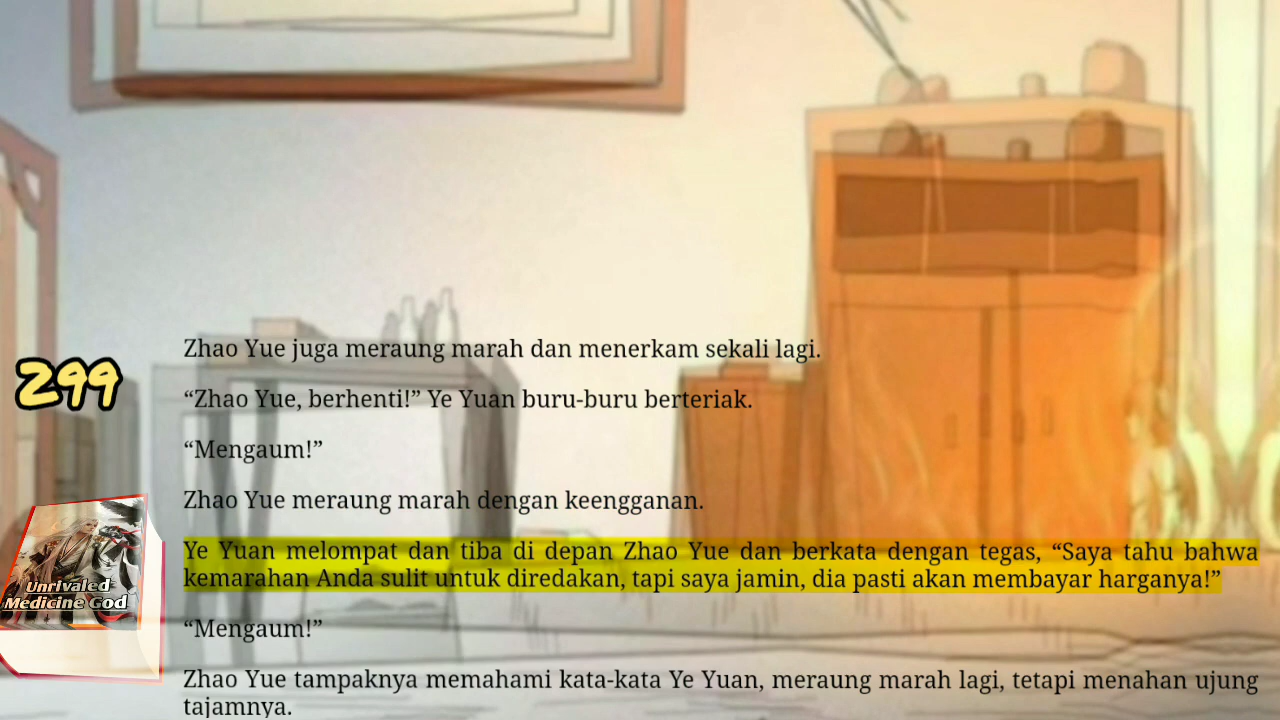 Zhao Yue juga meraung marah dan menerkam sekali lagi.
299
“Zhao Yue, berhenti!” Ye Yuan buru-buru berteriak.
“Mengaum!”
Zhao Yue meraung marah dengan keengganan.
Ye Yuan melompat dan tiba di depan Zhao Yue dan berkata dengan tegas, “Saya tahu bahwa
kemarahan Anda sulit untuk diredakan, tapi saya jamin, dia pasti akan membayar harganya!”
Unrivaled
Medicine God
“Mengaum!”
Zhao Yue tampaknya memahami kata-kata Ye Yuan, meraung marah lagi, tetapi menahan ujung
tajamnya.